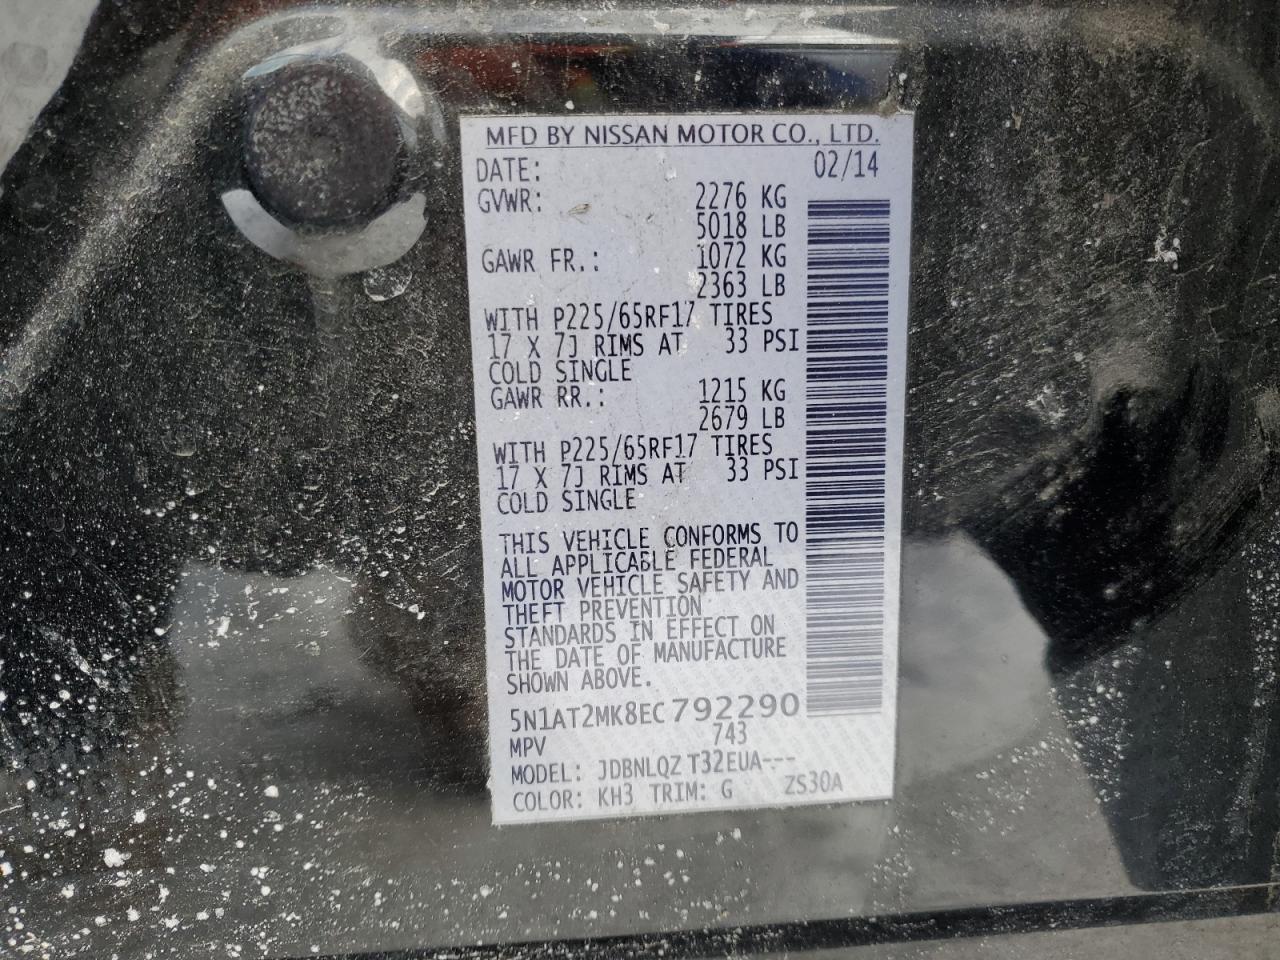 MFD BY NISSAN MOTOR CO., LTD.
DATE: 02/14
GVWR: 2276 KG
5018 LB
GAWR FR.: 1072 KG
2363 LB
WITH P225/65RF17 TIRES
17 X 7J RIMS AT 33 PSI
COLD SINGLE
GAWR RR.: 1215 KG
2679 LB
WITH P225/65RF17 TIRES
17 X 7J RIMS AT 33 PSI
COLD SINGLE
THIS VEHICLE CONFORMS TO
ALL APPLICABLE FEDERAL
MOTOR VEHICLE SAFETY AND
THEFT PREVENTION
STANDARDS IN EFFECT ON
THE DATE OF MANUFACTURE
SHOWN ABOVE.
5N1AT2MK8EC792290
MPV 743
MODEL: JDBNLQZ T32EUA---
COLOR: KH3 TRIM: G ZS30A